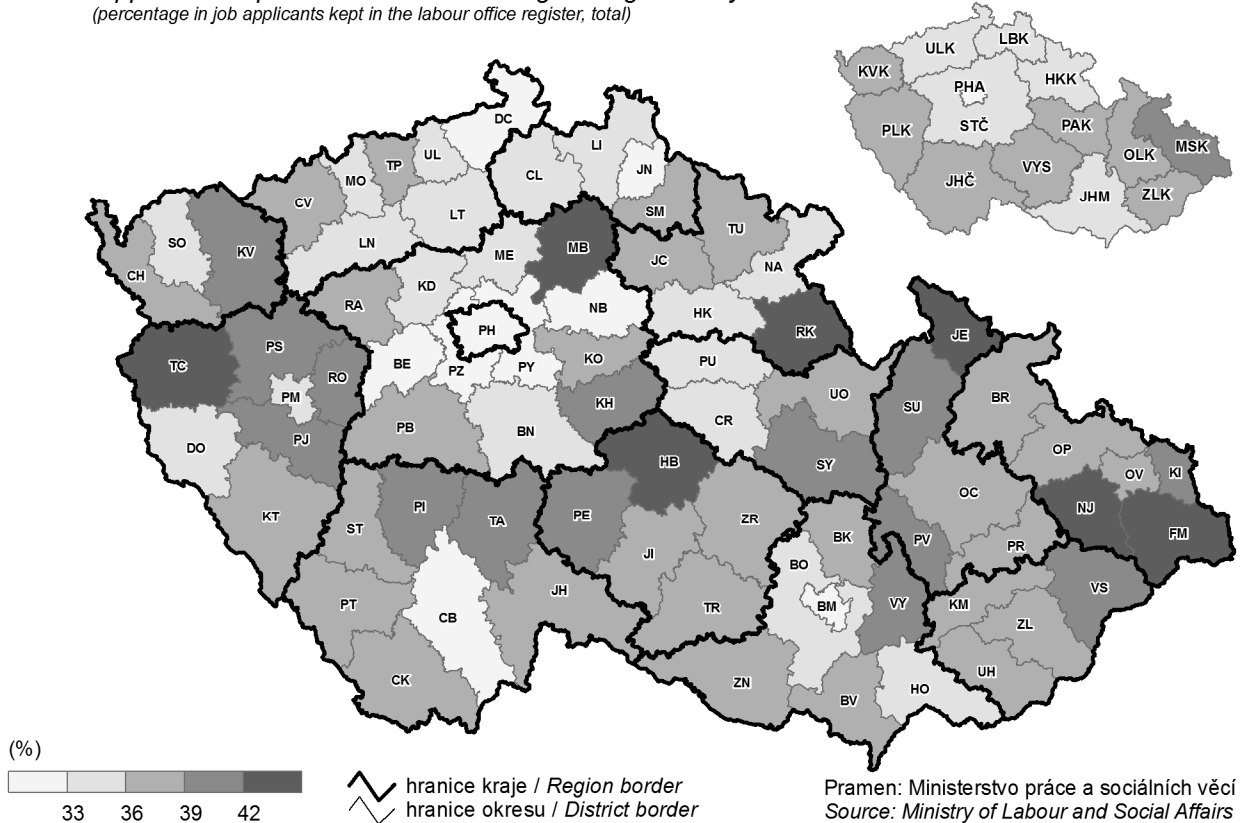 (percentage in job applicants kept in the labour office register, total)
ULK
LBK
KVK
PHA
HKK
STČ
PLK
PAK
MSK
OLK
VYS
JHČ
ZLK
JHM
DC
UL
LI
TP
MO
CL
JN
CV
LT
SM
SO
LN
TU
KV
ME
MB
JC
NA
CH
KD
RA
NB
HK
PH
RK
JE
PS
BE
KO
PU
TC
RO
PZ
PY
PM
KH
UO
BR
SU
PB
BN
CR
PJ
DO
OP
HB
SY
OV
KI
OC
PI
NJ
KT
ST
TA
PE
ZR
FM
BK
PV
JI
PR
BO
VS
JH
PT
TR
BM
VY
KM
CB
ZL
UH
CK
ZN
HO
BV
(%)
33 36 39 42
hranice kraje / Region border
hranice okresu / District border
Pramen: Ministerstvo práce a sociálních věcí
Source: Ministry of Labour and Social Affairs